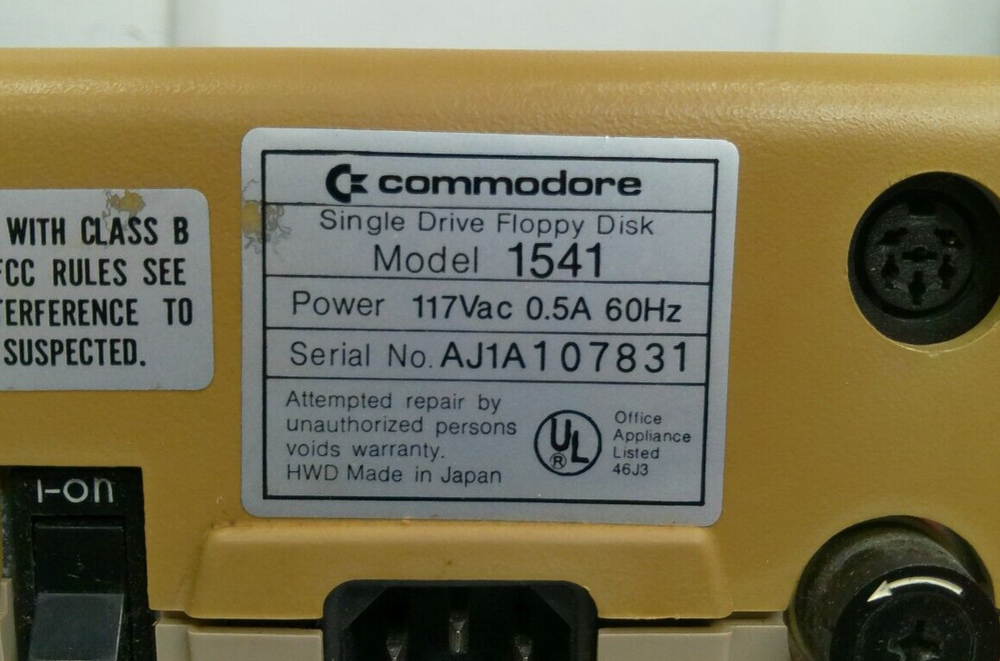 WITH CLASS B
FCC RULES SEE
TERFERENCE TO
SUSPECTED.
commodore
Single Drive Floppy Disk
Model 1541
Power 117Vac 0.5A 60Hz
Serial No. AJ1A107831
Attempted repair by
unauthorized persons
voids warranty.
HWD Made in Japan
UL
®
Office
Appliance
Listed
46J3
I-ON